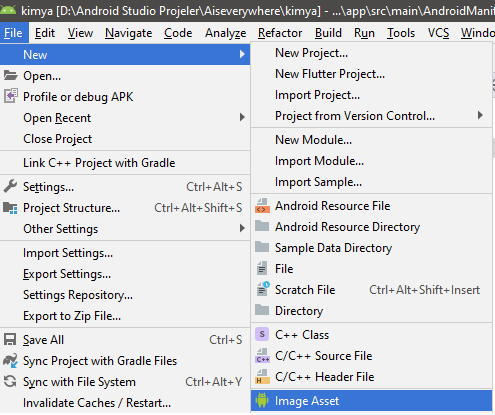 kimya [D:\Android Studio Projeler\Aiseverywhere\kimya] - ...\app\src\main\AndroidManif
File Edit View Navigate Code Analyze Refactor Build Run Tools VCS Windo
New
Open...
Profile or debug APK
Open Recent
Close Project
Link C++ Project with Gradle
Settings... Ctrl+Alt+S
Project Structure... Ctrl+Alt+Shift+S
Other Settings
Import Settings...
Export Settings...
Settings Repository...
Export to Zip File...
Save All Ctrl+S
Sync Project with Gradle Files
Sync with File System Ctrl+Alt+Y
Invalidate Caches / Restart...
New Project...
New Flutter Project...
Import Project...
Project from Version Control...
New Module...
Import Module...
Import Sample...
Android Resource File
Android Resource Directory
Sample Data Directory
File
Scratch File Ctrl+Alt+Shift+Insert
Directory
S C++ Class
C++ C/C++ Source File
H C/C++ Header File
Image Asset